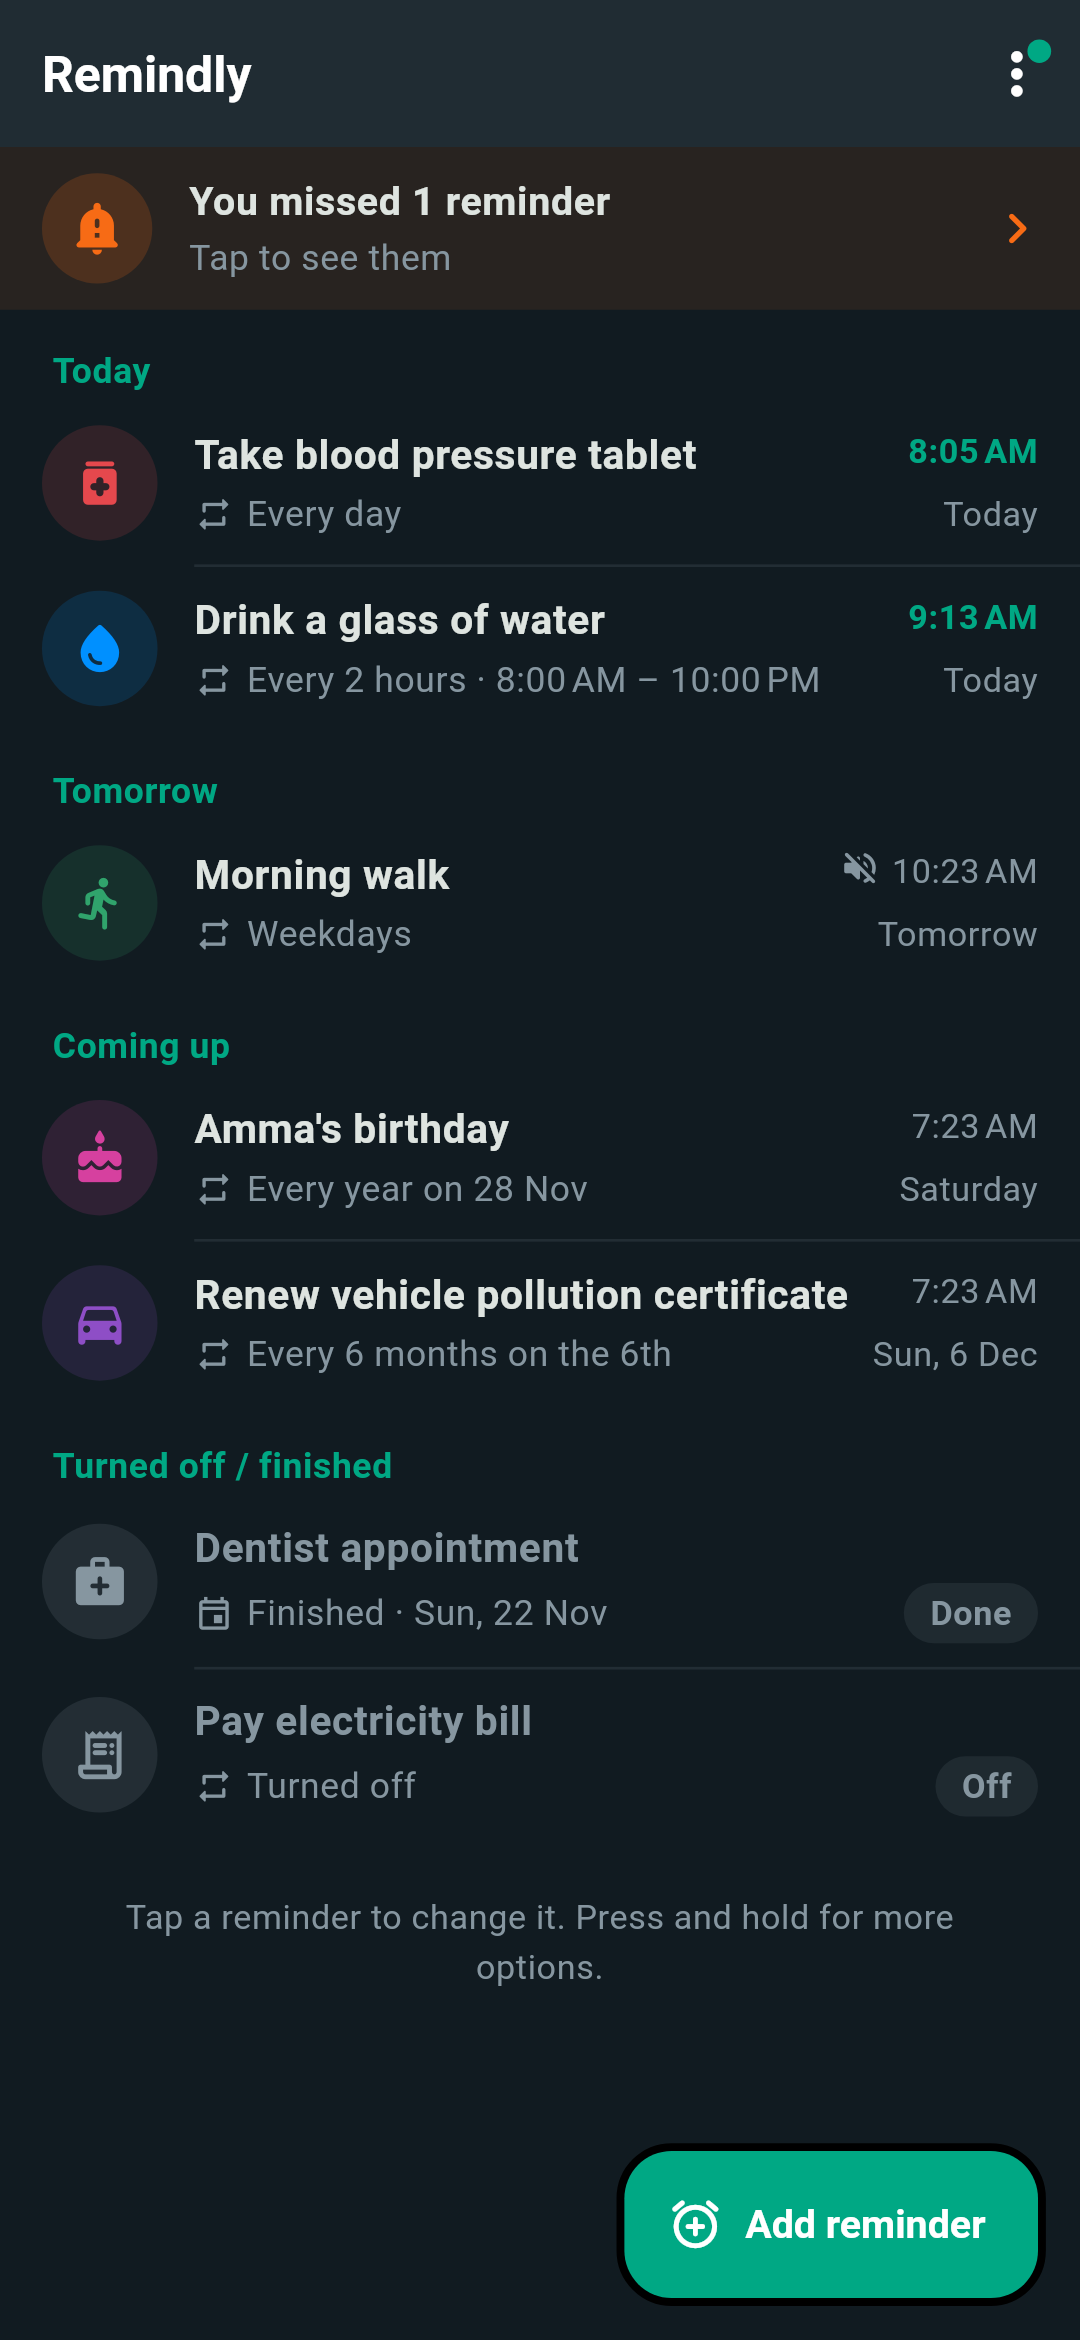 Remindly
You missed 1 reminder
Tap to see them
Today
Take blood pressure tablet
8:05 AM
Every day
Today
Drink a glass of water
9:13 AM
Every 2 hours · 8:00 AM – 10:00 PM
Today
Tomorrow
Morning walk
10:23 AM
Weekdays
Tomorrow
Coming up
Amma's birthday
7:23 AM
Every year on 28 Nov
Saturday
Renew vehicle pollution certificate
7:23 AM
Every 6 months on the 6th
Sun, 6 Dec
Turned off / finished
Dentist appointment
Finished · Sun, 22 Nov
Done
Pay electricity bill
Turned off
Off
Tap a reminder to change it. Press and hold for more
options.
Add reminder